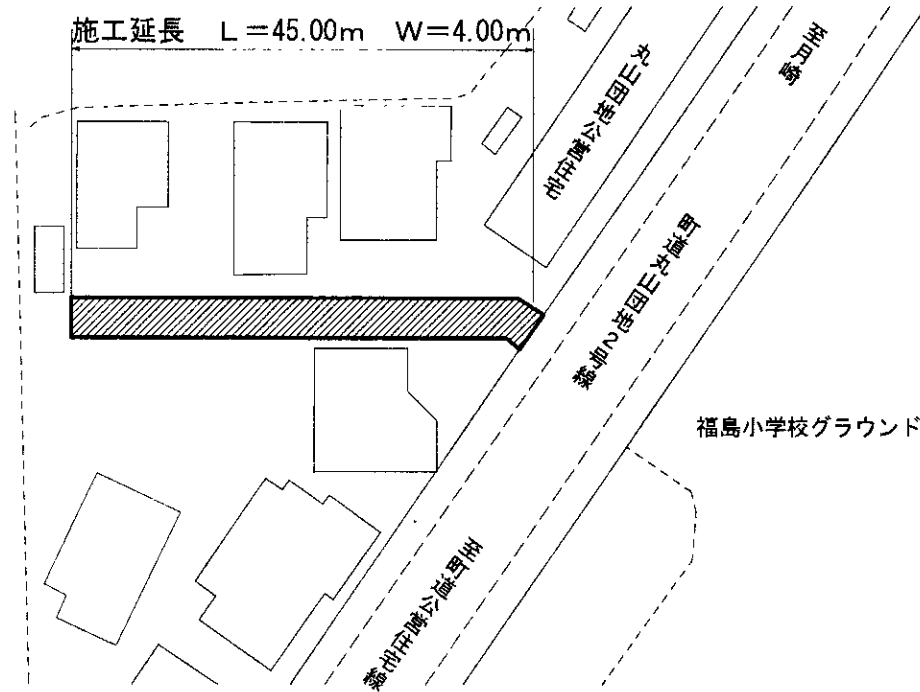 施工延長 L=45.00m W=4.00m
丸山団地公営住宅
至月崎
町道丸山団地2号線
福島小学校グラウンド
至町道公営住宅線